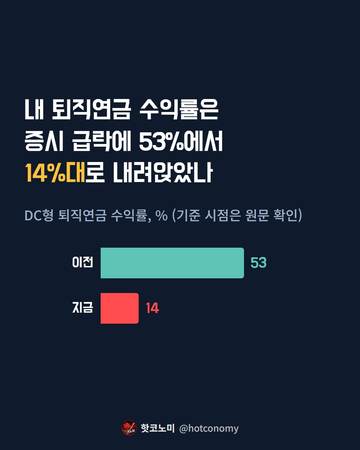 내 퇴직연금 수익률은
증시 급락에 53%에서
14%대로 내려앉았나
DC형 퇴직연금 수익률, % (기준 시점은 원문 확인)
이전 53
지금 14
핫코노미 @hotconomy